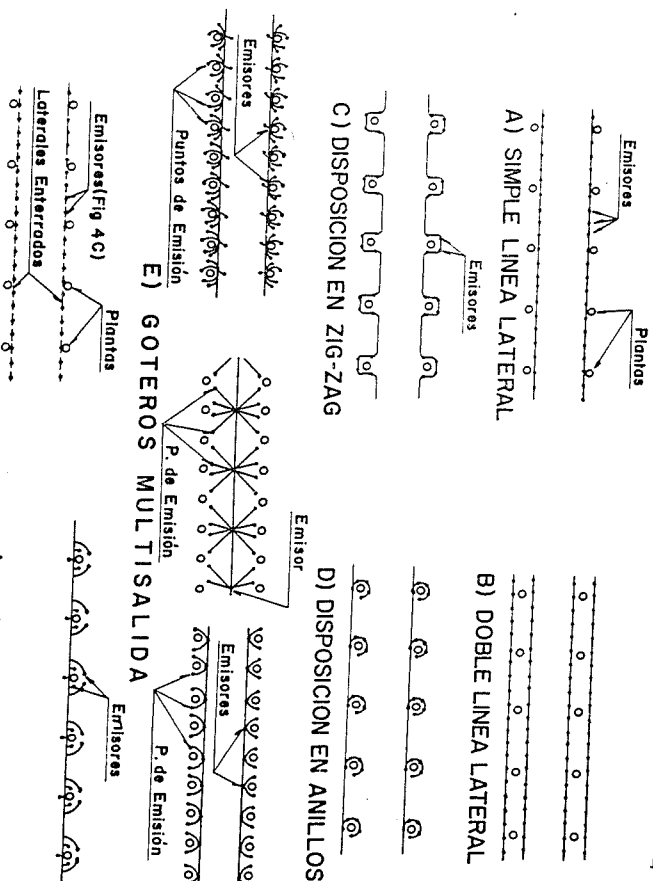 Emisores
Plantas
A) SIMPLE LINEA LATERAL
B) DOBLE LINEA LATERAL
Emisores
C) DISPOSICION EN ZIG-ZAG
D) DISPOSICION EN ANILLOS
Emisores
Puntos de Emisión
Emisor
P. de Emisión
Emisores
P. de Emisión
E) GOTEROS MULTISALIDA
Emisores(Fig 4C)
Plantas
Laterales Enterrados
Emisores